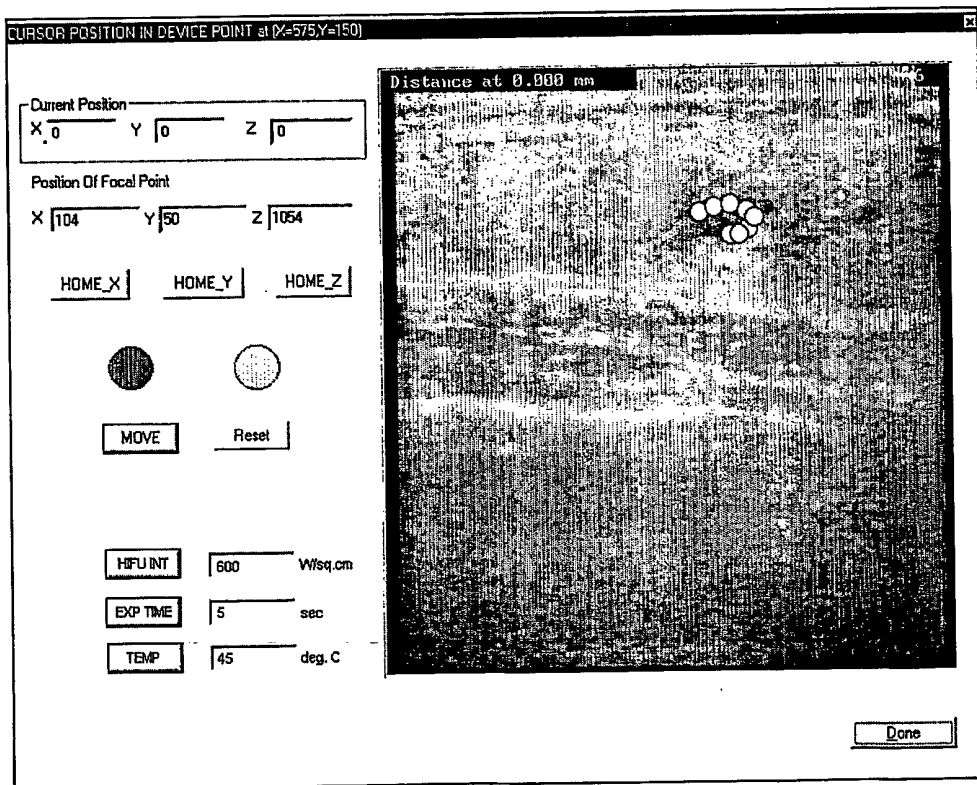 CURSOR POSITION IN DEVICE POINT at (X=575,Y=150)
Distance at 0.000 mm
Current Position
X 0 Y 0 Z 0
Position Of Focal Point
X 104 Y 50 Z 1054
HOME_X HOME_Y HOME_Z
MOVE Reset
HIFU INT 600 W/sq.cm
EXP TIME 5 sec
TEMP 45 deg. C
Done